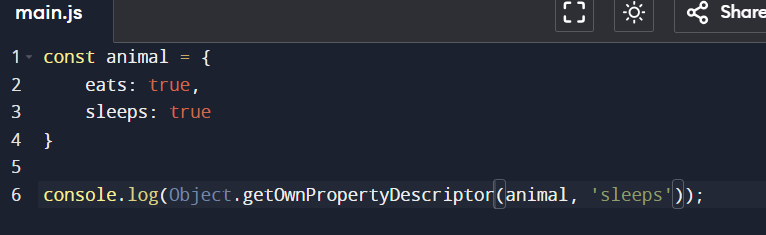 main.js
Share
1 const animal = {
2     eats: true,
3     sleeps: true
4 }
5
6 console.log(Object.getOwnPropertyDescriptor(animal, 'sleeps'));